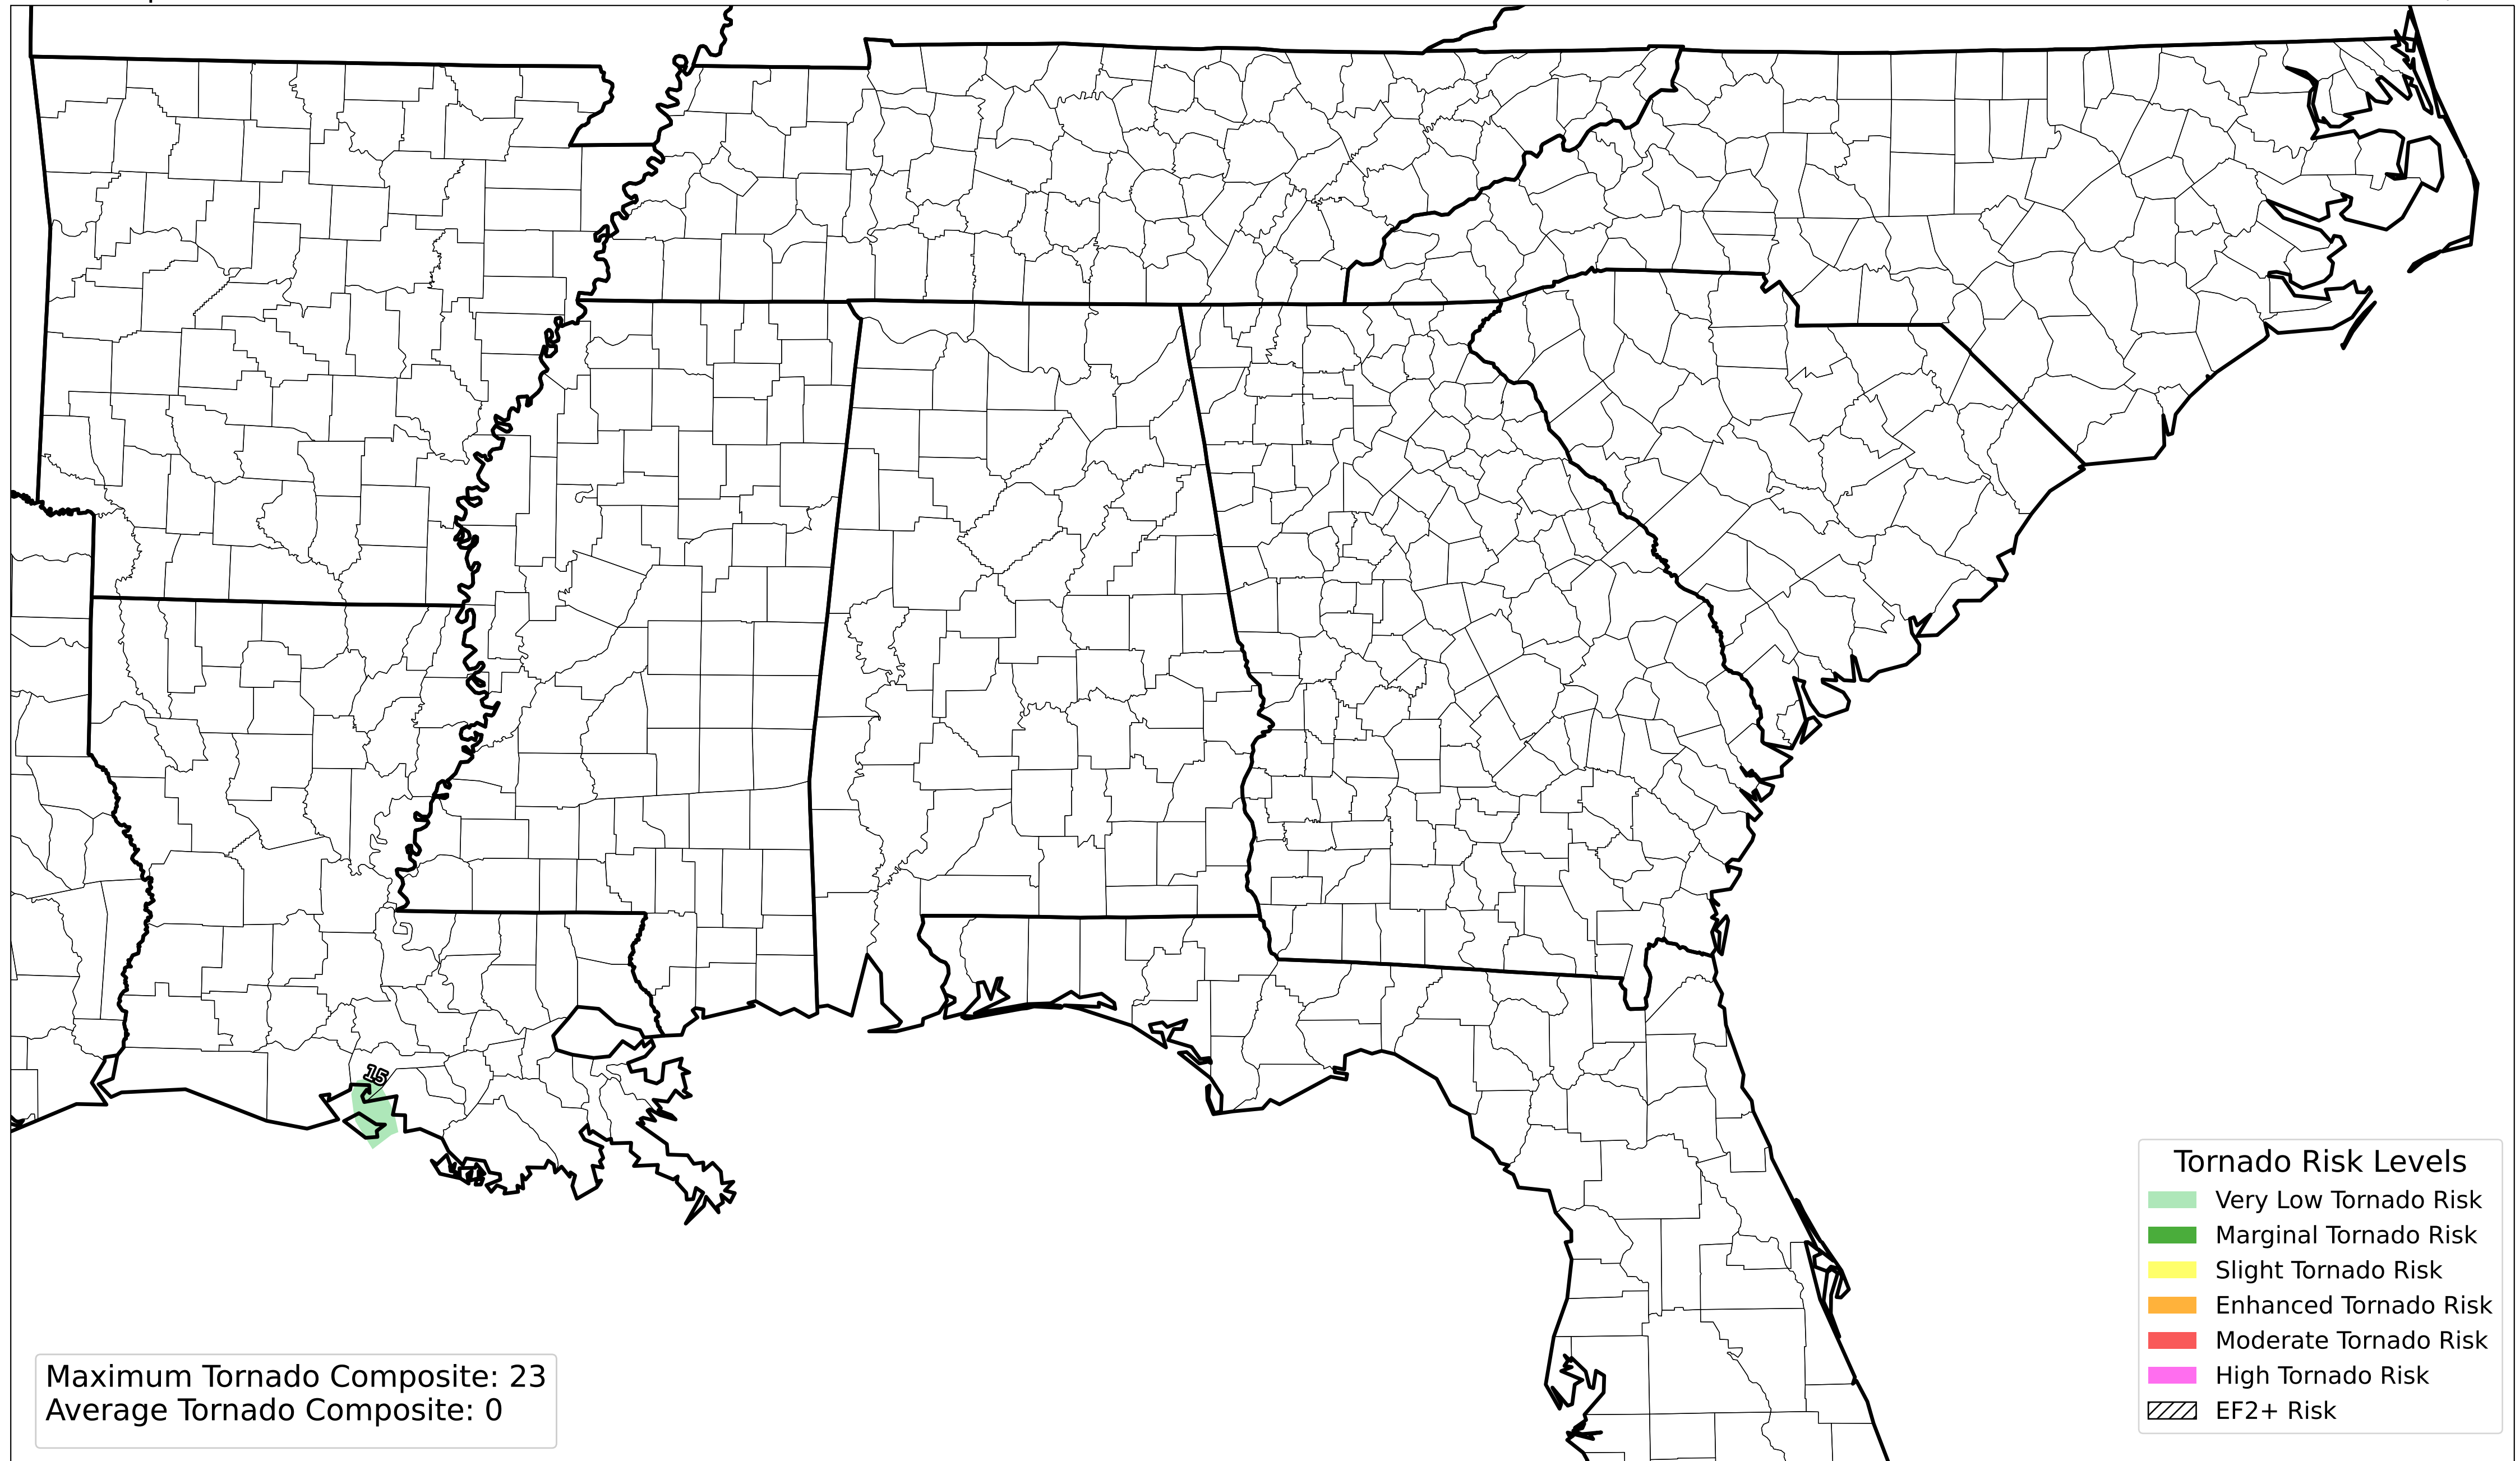 15
Tornado Risk Levels
Very Low Tornado Risk
Marginal Tornado Risk
Slight Tornado Risk
Enhanced Tornado Risk
Moderate Tornado Risk
High Tornado Risk
EF2+ Risk
Maximum Tornado Composite: 23
Average Tornado Composite: 0